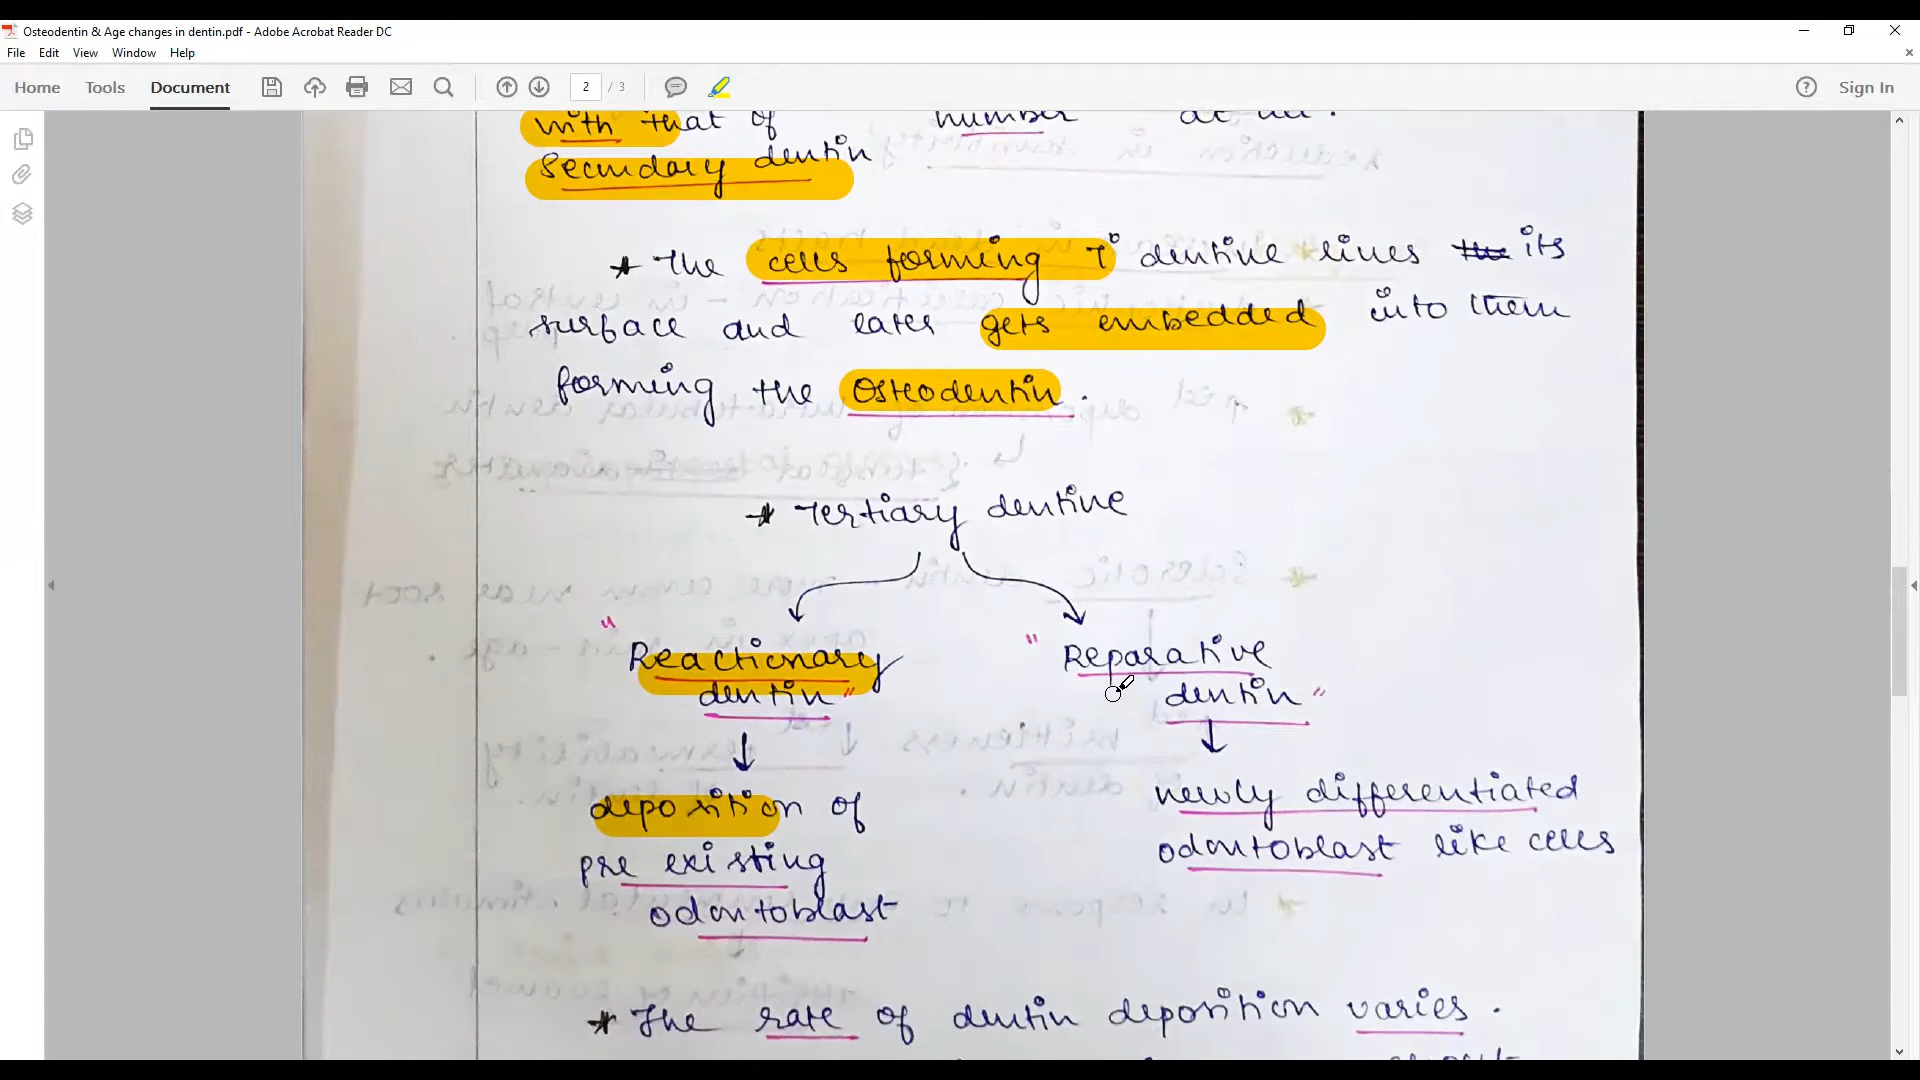 Osteodentin & Age changes in dentin.pdf - Adobe Acrobat Reader DC
File Edit View Window Help
Home Tools Document 2 / 3 Sign In
with that of number at all .
Secondary dentin
* The cells forming T° dentine lines its
surface and later gets embedded into them
forming the Osteodentin .
* Tertiary dentine
" Reactionary " Reparative
dentin " dentin "
deposition of newly differentiated
pre existing odontoblast like cells
odontoblast
* The rate of dentin deposition varies .